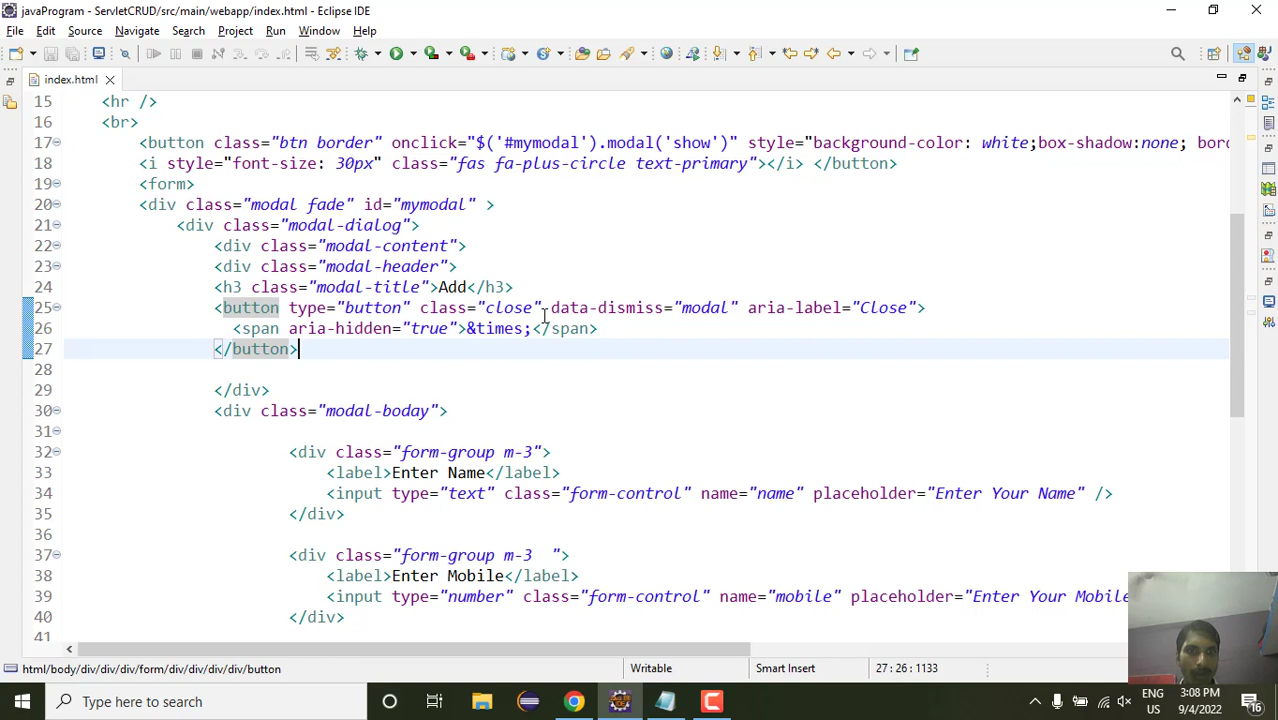 javaProgram - ServletCRUD/src/main/webapp/index.html - Eclipse IDE
File Edit Source Navigate Search Project Run Window Help
index.html
15 <hr />
16 <br>
17 <button class="btn border" onclick="$('#mymodal').modal('show')" style="background-color: white;box-shadow:none; bord
18 <i style="font-size: 30px" class="fas fa-plus-circle text-primary"></i> </button>
19 <form>
20 <div class="modal fade" id="mymodal" >
21 <div class="modal-dialog">
22 <div class="modal-content">
23 <div class="modal-header">
24 <h3 class="modal-title">Add</h3>
25 <button type="button" class="close" data-dismiss="modal" aria-label="Close">
26 <span aria-hidden="true">&times;</span>
27 </button>
28
29 </div>
30 <div class="modal-boday">
31
32 <div class="form-group m-3">
33 <label>Enter Name</label>
34 <input type="text" class="form-control" name="name" placeholder="Enter Your Name" />
35 </div>
36
37 <div class="form-group m-3  ">
38 <label>Enter Mobile</label>
39 <input type="number" class="form-control" name="mobile" placeholder="Enter Your Mobile
40 </div>
41
html/body/div/div/div/form/div/div/div/div/button Writable Smart Insert 27 : 26 : 1133
Type here to search
ENG
US
3:08 PM
9/4/2022
16